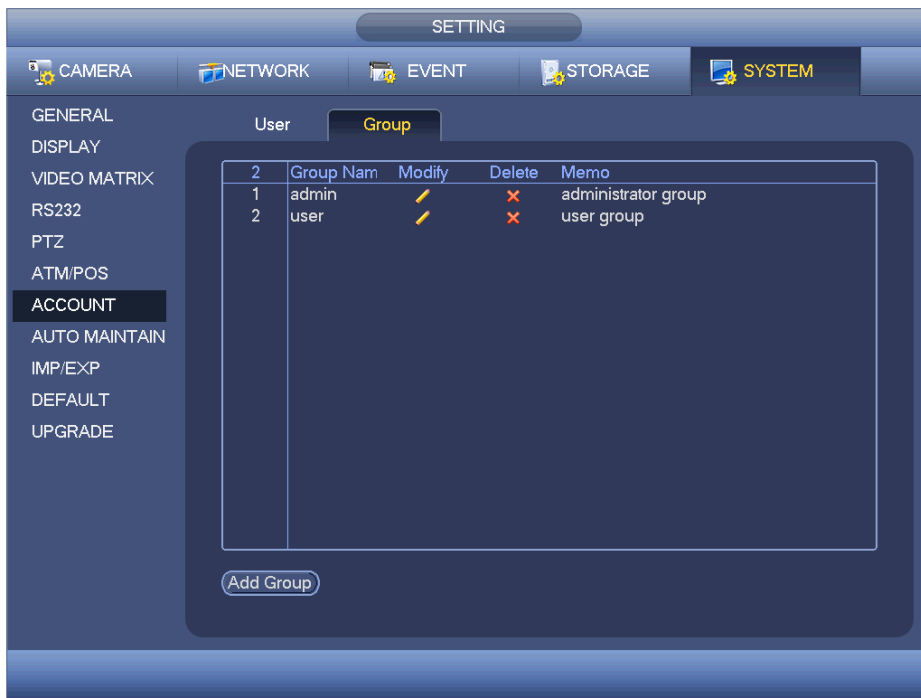 SETTING
CAMERA NETWORK EVENT STORAGE SYSTEM
GENERAL
DISPLAY
VIDEO MATRIX
RS232
PTZ
ATM/POS
ACCOUNT
AUTO MAINTAIN
IMP/EXP
DEFAULT
UPGRADE
User Group
2 Group Nam Modify Delete Memo
1 admin administrator group
2 user user group
Add Group